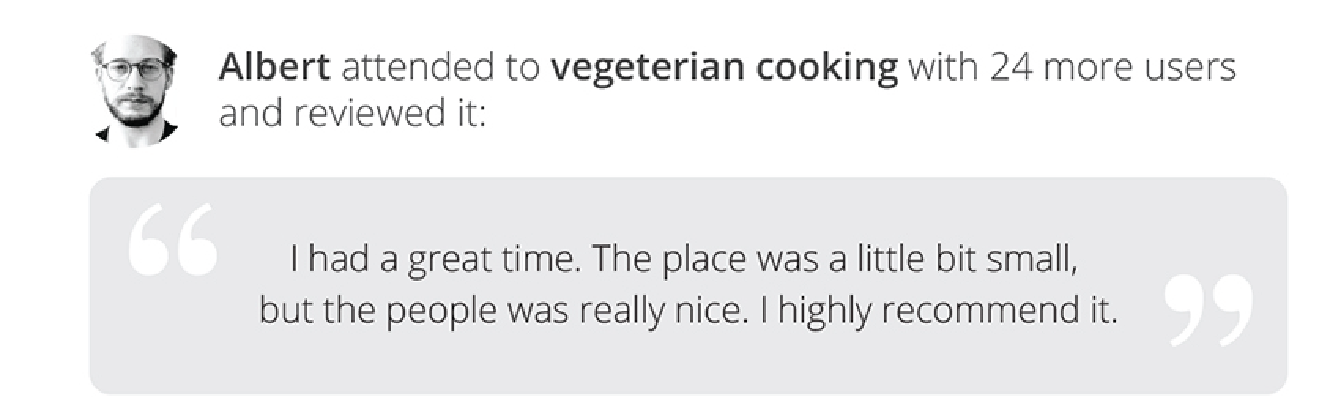 Albert attended to vegeterian cooking with 24 more users
and reviewed it:
“
I had a great time. The place was a little bit small,
but the people was really nice. I highly recommend it.
”